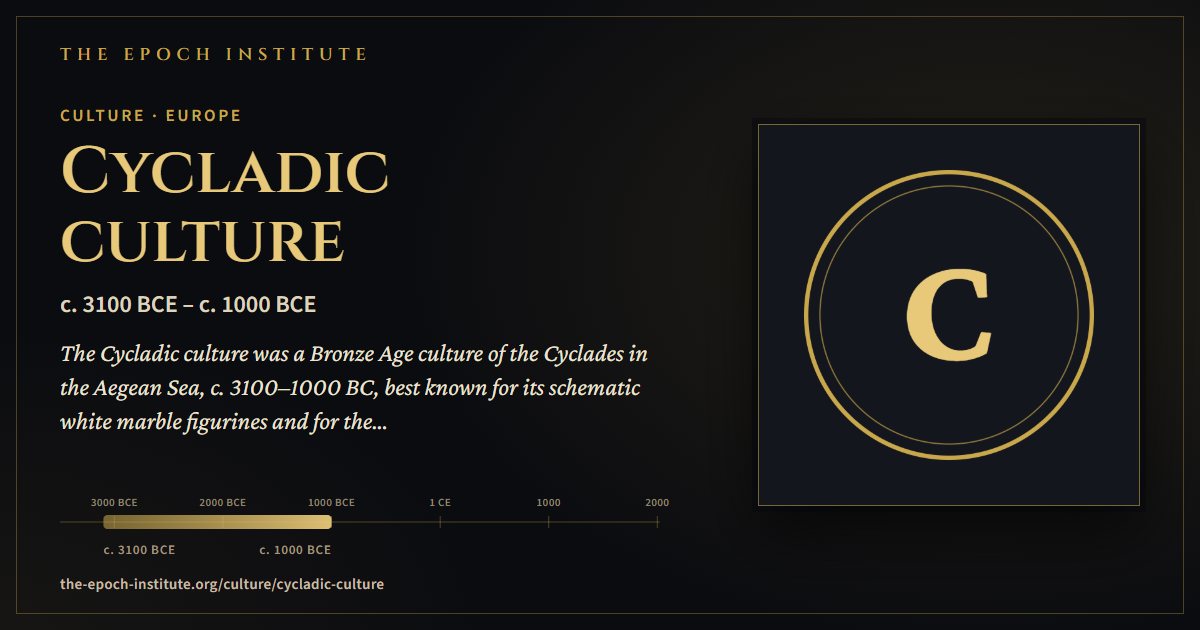 THE EPOCH INSTITUTE
CULTURE · EUROPE
CYCLADIC
CULTURE
c. 3100 BCE – c. 1000 BCE
The Cycladic culture was a Bronze Age culture of the Cyclades in
the Aegean Sea, c. 3100–1000 BC, best known for its schematic
white marble figurines and for the...
C
3000 BCE 2000 BCE 1000 BCE 1 CE 1000 2000
c. 3100 BCE c. 1000 BCE
the-epoch-institute.org/culture/cycladic-culture